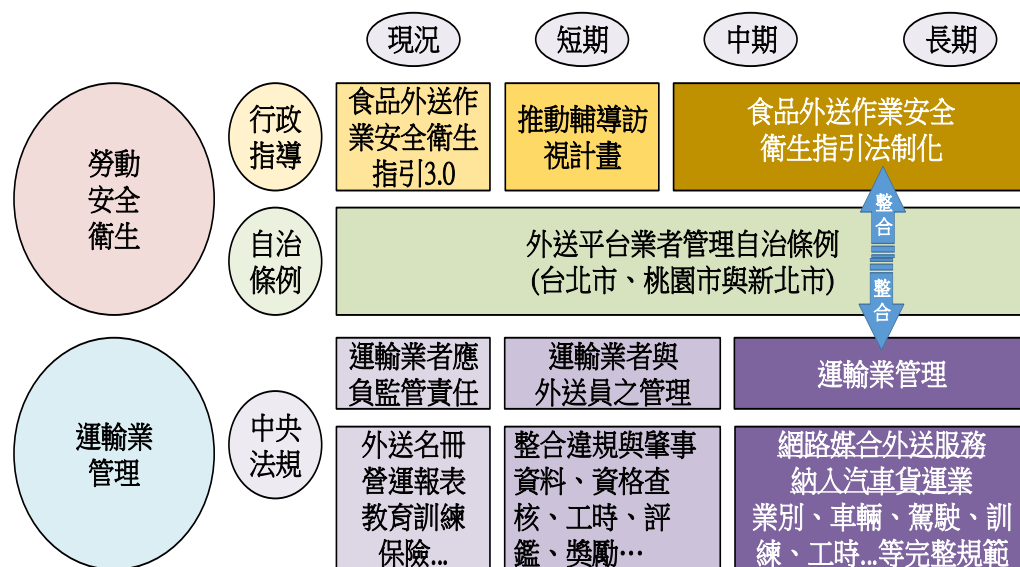 現況
短期
中期
長期
勞動
安全
衛生
行政
指導
食品外送作
業安全衛生
指引3.0
推動輔導訪
視計畫
食品外送作業安全
衛生指引法制化
整
合
自治
條例
外送平台業者管理自治條例
(台北市、桃園市與新北市)
整
合
運輸業
管理
中央
法規
運輸業者應
負監管責任
運輸業者與
外送員之管理
運輸業管理
外送名冊
營運報表
教育訓練
保險...
整合違規與肇事
資料、資格查
核、工時、評
鑑、獎勵…
網路媒合外送服務
納入汽車貨運業
業別、車輛、駕駛、訓
練、工時...等完整規範